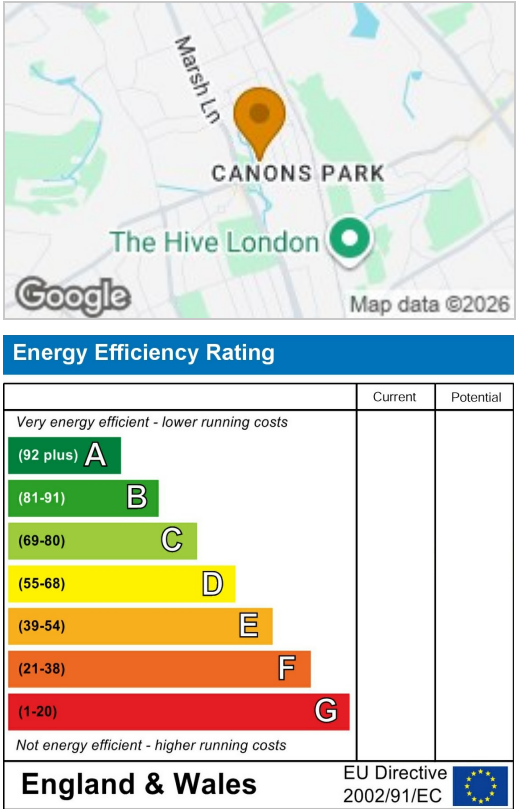 Marsh Ln
CANONS PARK
The Hive London
Google
Map data ©2026
Energy Efficiency Rating
Current Potential
Very energy efficient - lower running costs
(92 plus) A
(81-91) B
(69-80) C
(55-68) D
(39-54) E
(21-38) F
(1-20) G
Not energy efficient - higher running costs
England & Wales
EU Directive
2002/91/EC